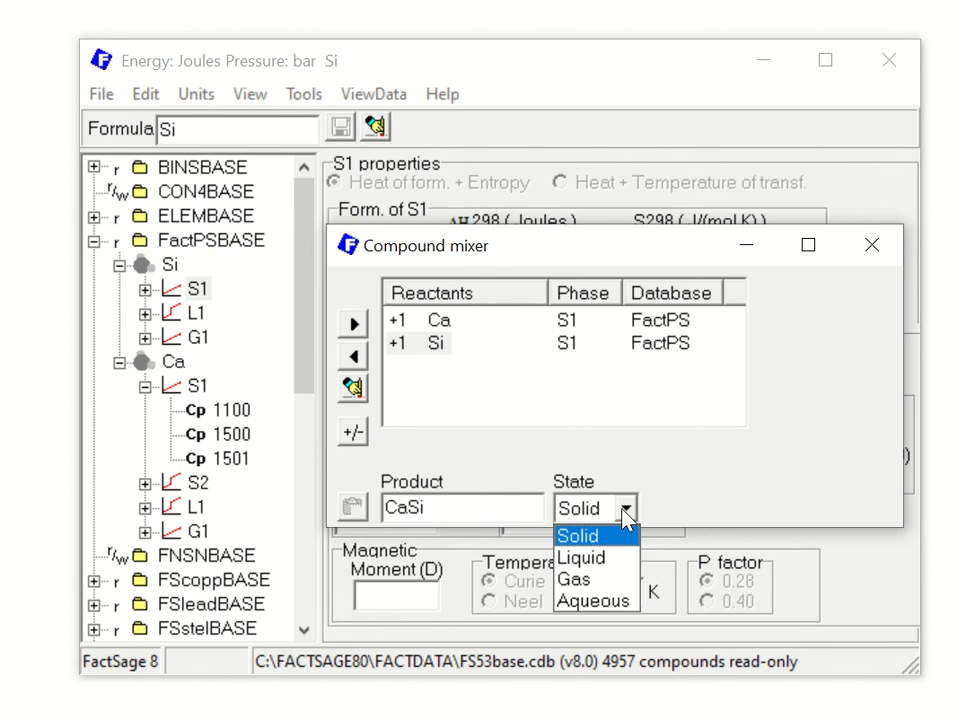 Energy: Joules Pressure: bar Si
File Edit Units View Tools ViewData Help
Formula Si
BINSBASE
r/w CON4BASE
r ELEMBASE
r FactPSBASE
Si
S1
L1
G1
Ca
S1
Cp 1100
Cp 1500
Cp 1501
S2
L1
G1
r/w FNSNBASE
r FScoppBASE
r FSleadBASE
r FSstelBASE
S1 properties
Heat of form. + Entropy Heat + Temperature of transf.
Form. of S1
ΔH298 ( Joules ) S298 ( J/(mol K) )
Compound mixer
Reactants Phase Database
+1 Ca S1 FactPS
+1 Si S1 FactPS
+/-
Product State
CaSi Solid
Solid
Liquid
Gas
Aqueous
Magnetic
Moment (D)
Curie
Neel
K
P factor
0.28
0.40
FactSage 8 C:\FACTSAGE80\FACTDATA\FS53base.cdb (v8.0) 4957 compounds read-only